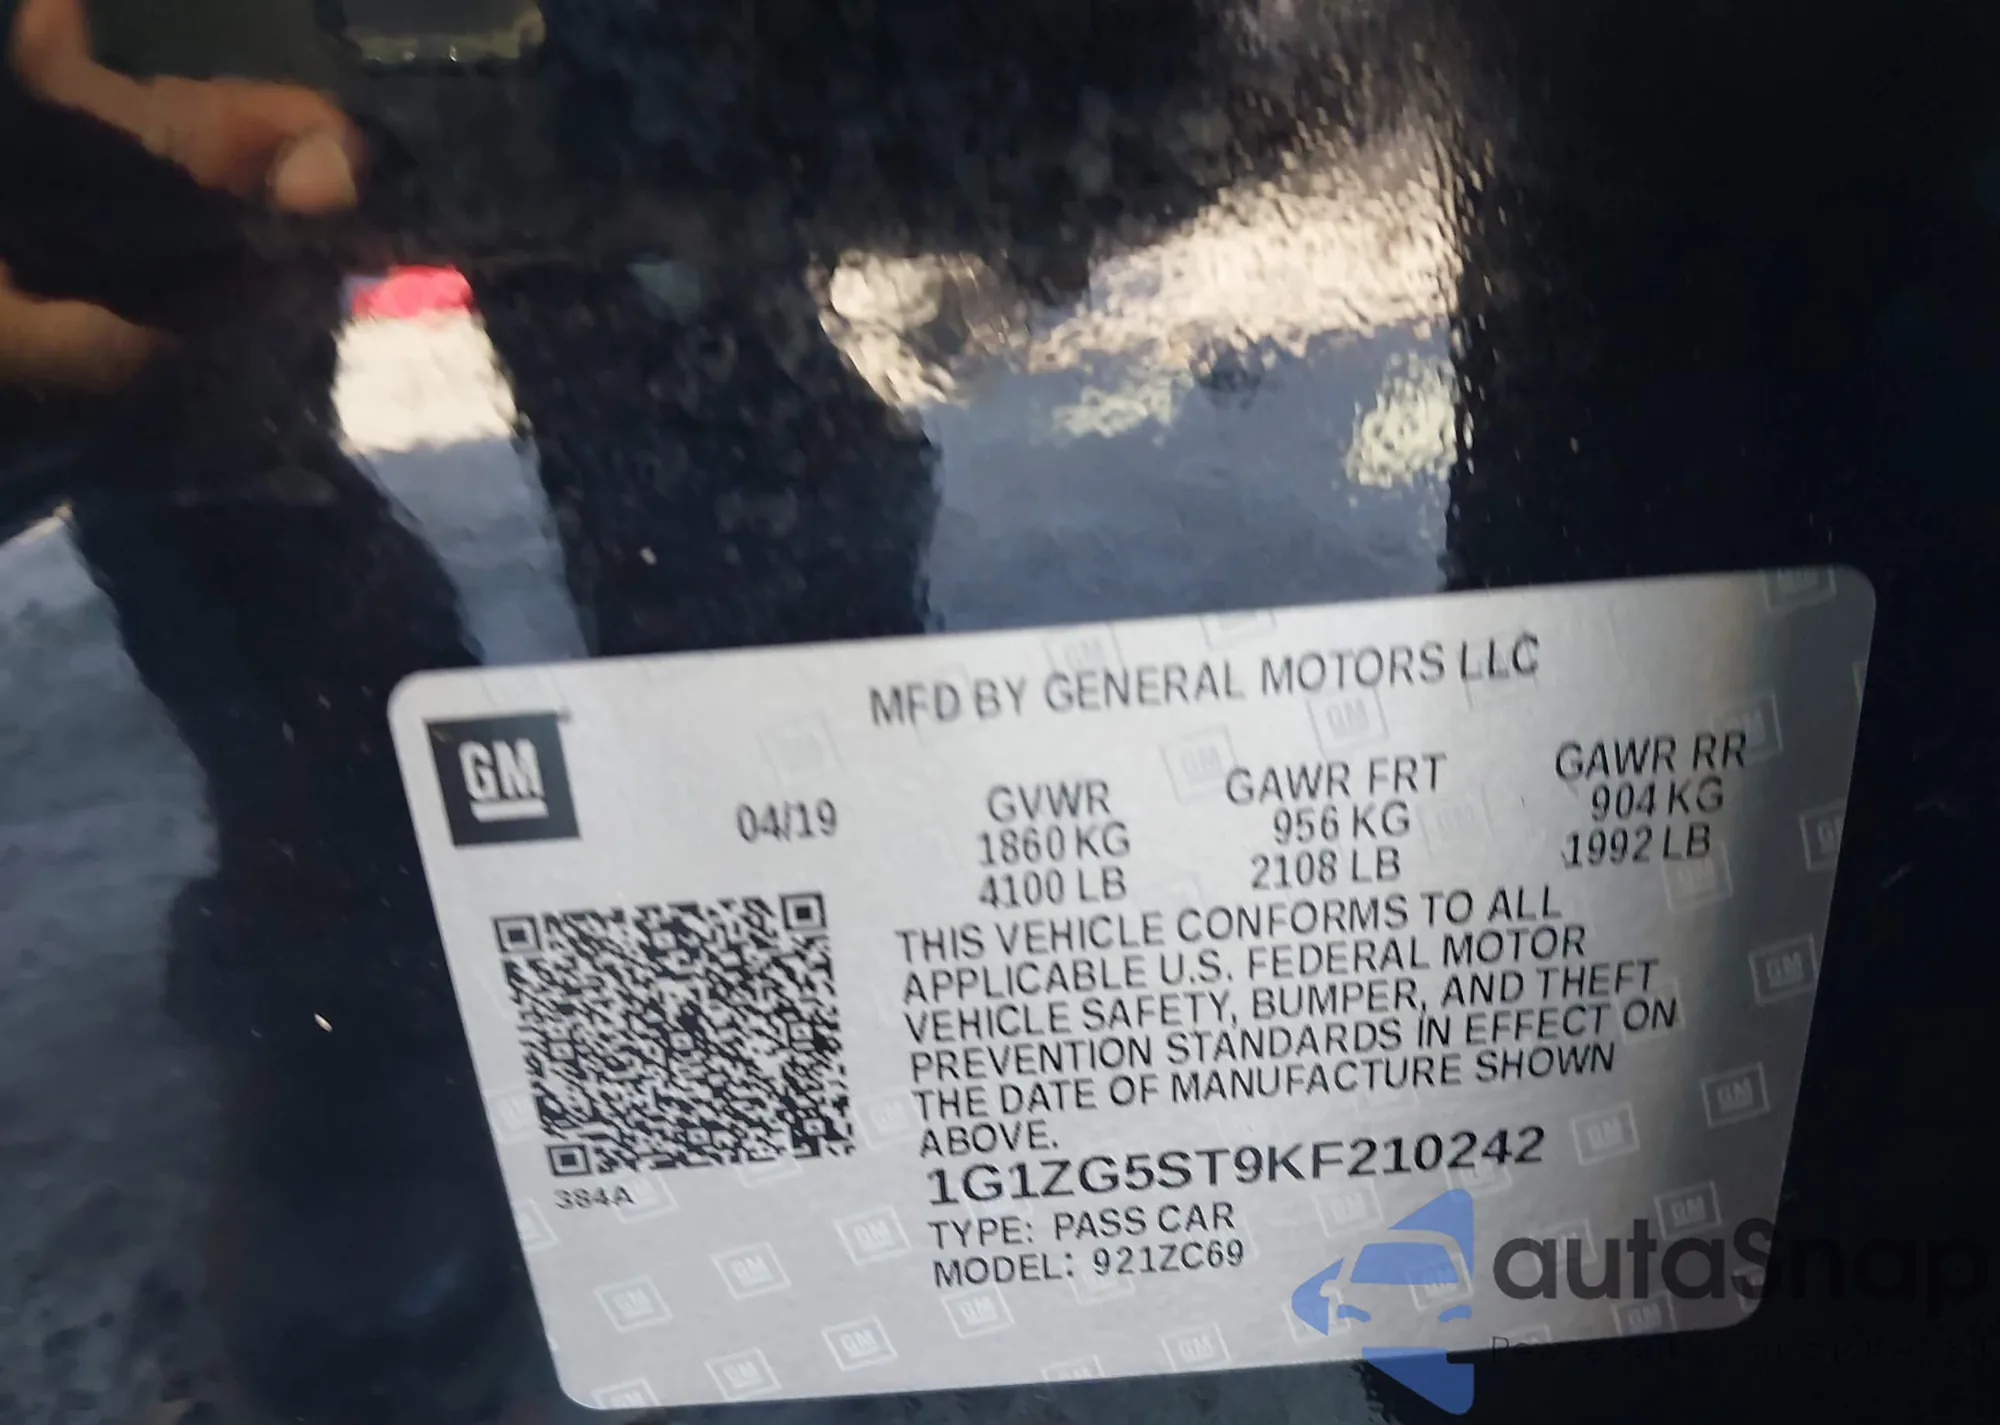 MFD BY GENERAL MOTORS LLC
GM
04/19
GVWR
1860 KG
4100 LB
GAWR FRT
956 KG
2108 LB
GAWR RR
904 KG
1992 LB
THIS VEHICLE CONFORMS TO ALL
APPLICABLE U.S. FEDERAL MOTOR
VEHICLE SAFETY, BUMPER, AND THEFT
PREVENTION STANDARDS IN EFFECT ON
THE DATE OF MANUFACTURE SHOWN
ABOVE.
1G1ZG5ST9KF210242
TYPE: PASS CAR
MODEL: 921ZC69
384A
autaSnap